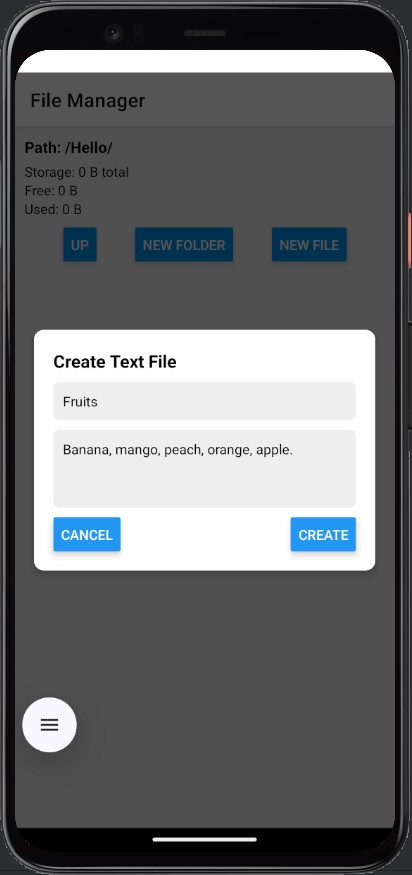 File Manager
Path: /Hello/
Storage: 0 B total
Free: 0 B
Used: 0 B
UP NEW FOLDER NEW FILE
Create Text File
Fruits
Banana, mango, peach, orange, apple.
CANCEL CREATE